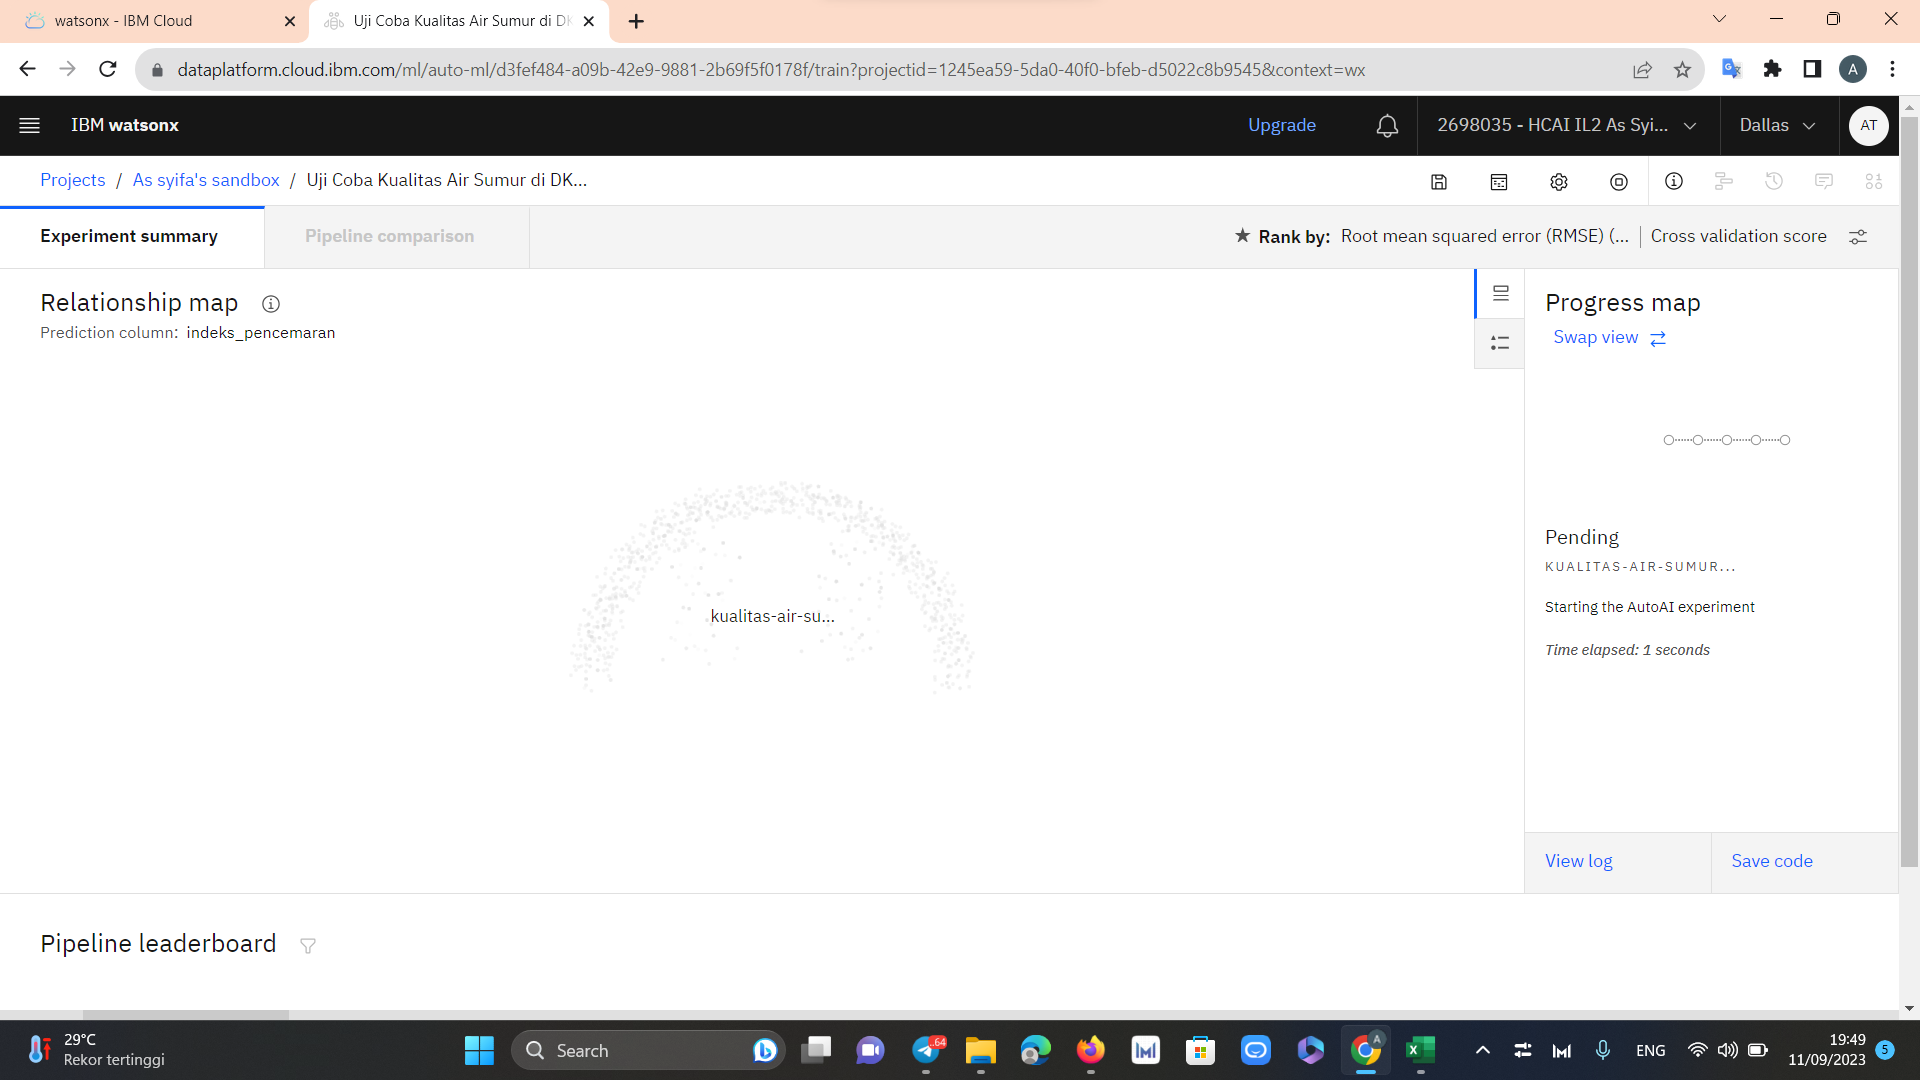 watsonx - IBM Cloud
Uji Coba Kualitas Air Sumur di DK
dataplatform.cloud.ibm.com/ml/auto-ml/d3fef484-a09b-42e9-9881-2b69f5f0178f/train?projectid=1245ea59-5da0-40f0-bfeb-d5022c8b9545&context=wx
A
IBM watsonx
Upgrade
2698035 - HCAI IL2 As Syi...
Dallas
AT
Projects / As syifa's sandbox / Uji Coba Kualitas Air Sumur di DK...
Experiment summary
Pipeline comparison
Rank by: Root mean squared error (RMSE) (... | Cross validation score
Relationship map
Prediction column: indeks_pencemaran
kualitas-air-su...
Progress map
Swap view
Pending
KUALITAS-AIR-SUMUR...
Starting the AutoAI experiment
Time elapsed: 1 seconds
View log
Save code
Pipeline leaderboard
29°C
Rekor tertinggi
Search
64
A
ENG
19:49
11/09/2023
5